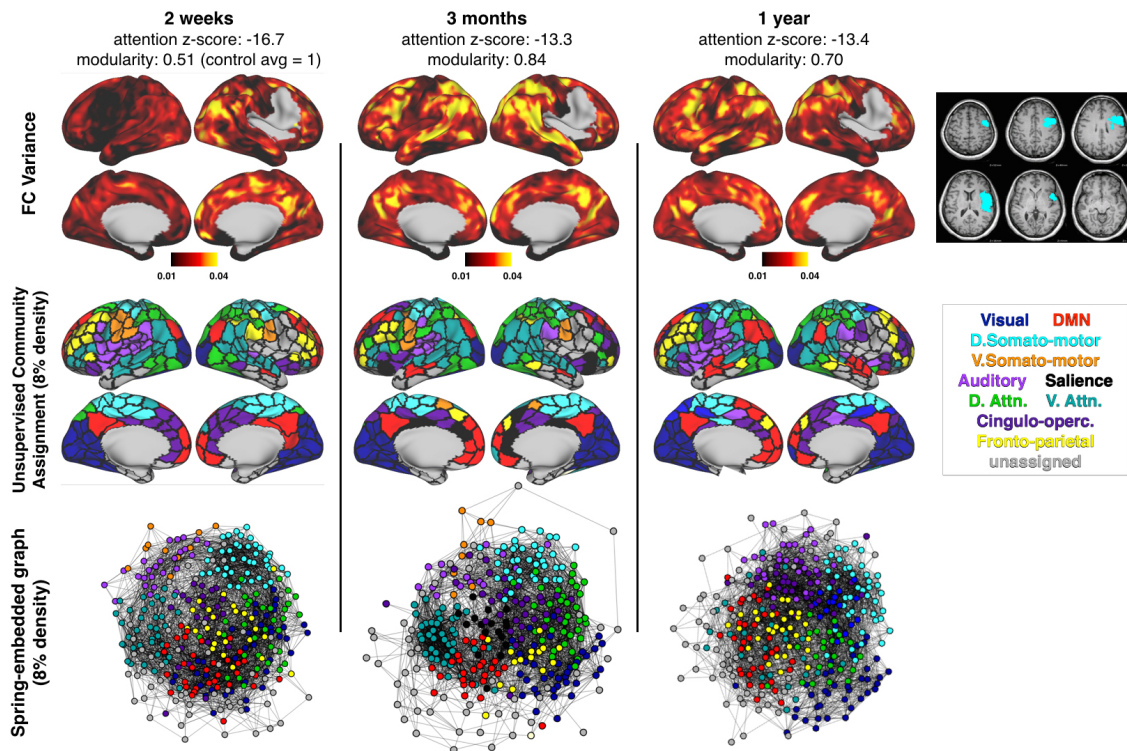 2 weeks
attention z-score: -16.7
modularity: 0.51 (control avg = 1)
3 months
attention z-score: -13.3
modularity: 0.84
1 year
attention z-score: -13.4
modularity: 0.70
FC Variance
0.01 0.04
0.01 0.04
0.01 0.04
Unsupervised Community
Assignment (8% density)
Visual DMN
D.Somato-motor
V.Somato-motor
Auditory Salience
D. Attn. V. Attn.
Cingulo-operc.
Fronto-parietal
unassigned
Spring-embedded graph
(8% density)